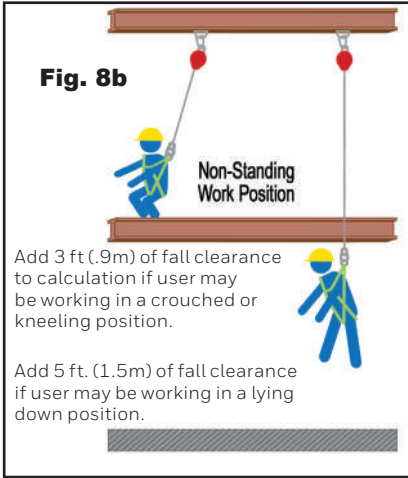 Fig. 8b
Non-Standing
Work Position
Add 3 ft (.9m) of fall clearance
to calculation if user may
be working in a crouched or
kneeling position.
Add 5 ft. (1.5m) of fall clearance
if user may be working in a lying
down position.